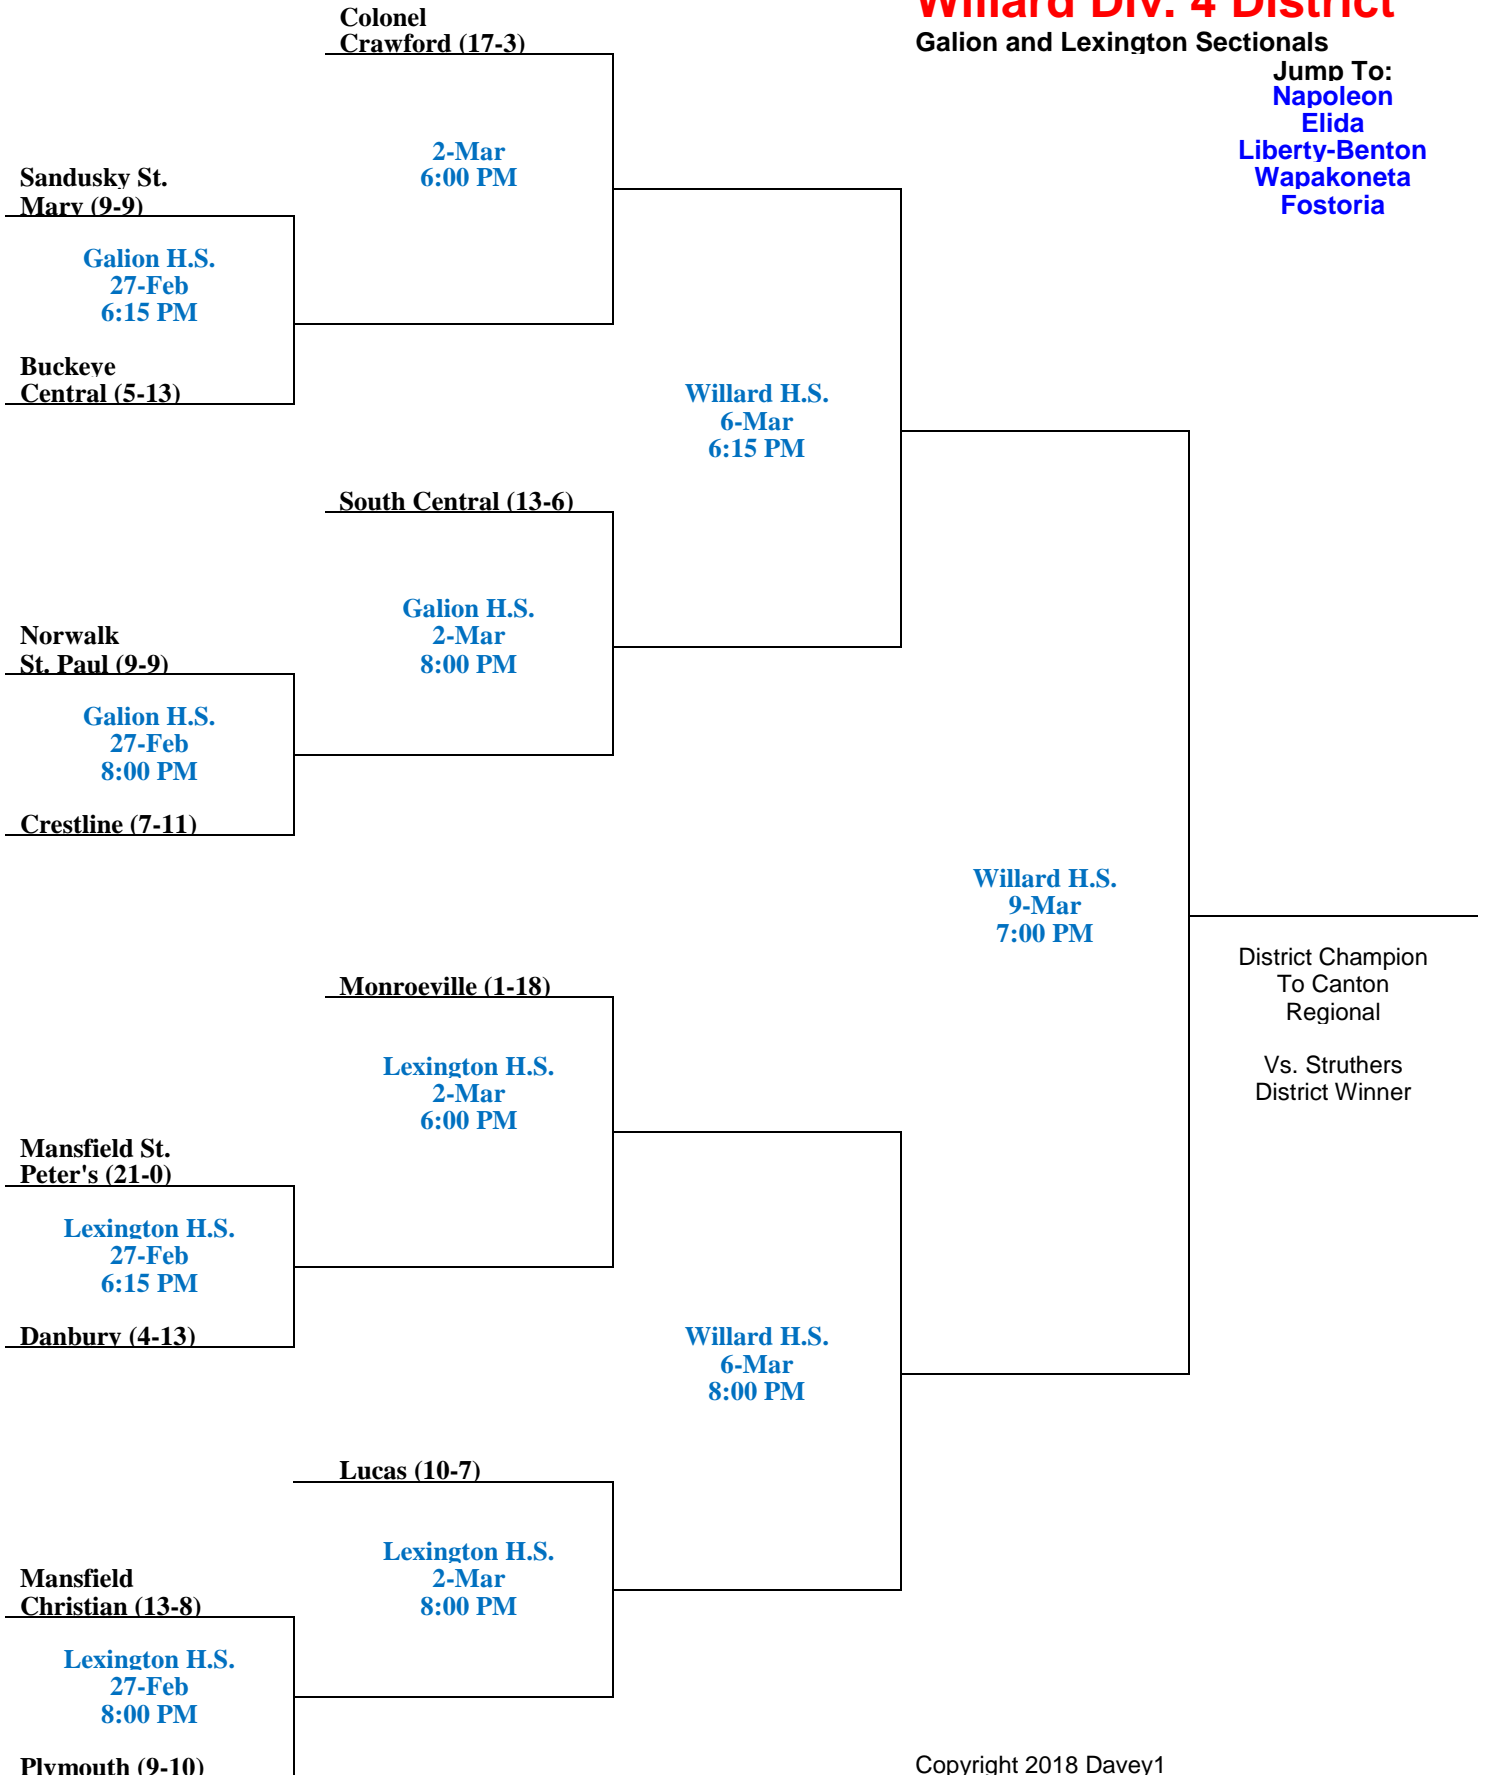 Willard Div. 4 District
Galion and Lexington Sectionals
Jump To:
Napoleon
Elida
Liberty-Benton
Wapakoneta
Fostoria
Colonel
Crawford (17-3)
2-Mar
6:00 PM
Sandusky St.
Mary (9-9)
Galion H.S.
27-Feb
6:15 PM
Buckeye
Central (5-13)
Willard H.S.
6-Mar
6:15 PM
South Central (13-6)
Galion H.S.
2-Mar
8:00 PM
Norwalk
St. Paul (9-9)
Galion H.S.
27-Feb
8:00 PM
Crestline (7-11)
Willard H.S.
9-Mar
7:00 PM
District Champion
To Canton
Regional
Vs. Struthers
District Winner
Monroeville (1-18)
Lexington H.S.
2-Mar
6:00 PM
Mansfield St.
Peter's (21-0)
Lexington H.S.
27-Feb
6:15 PM
Danbury (4-13)
Willard H.S.
6-Mar
8:00 PM
Lucas (10-7)
Lexington H.S.
2-Mar
8:00 PM
Mansfield
Christian (13-8)
Lexington H.S.
27-Feb
8:00 PM
Plymouth (9-10)
Copyright 2018 Davey1